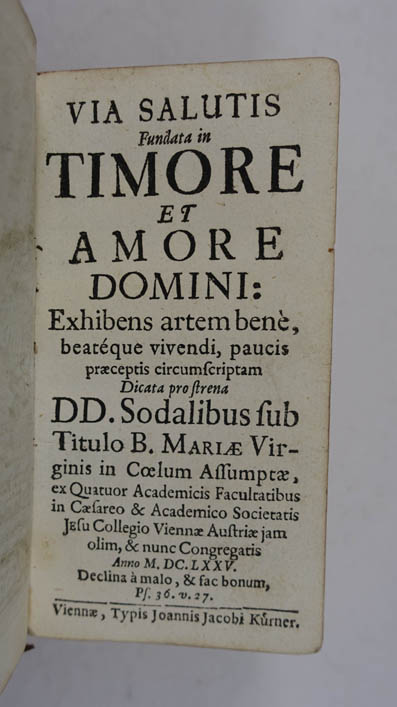 VIA SALUTIS
Fundata in
TIMORE
ET
AMORE
DOMINI:
Exhibens artem benè,
beatéque vivendi, paucis
præceptis circumſcriptam
Dicata pro ſtrena
DD. Sodalibus ſub
Titulo B. MARIÆ Vir-
ginis in Cœlum Aſſumptæ,
ex Quatuor Academicis Facultatibus
in Cæſareo & Academico Societatis
JESU Collegio Viennæ Auſtriæ jam
olim, & nunc Congregatis
Anno M. DC. LXXV.
Declina à malo, & fac bonum,
Pſ. 36. v. 27.
Viennæ, Typis Joannis Jacobi Kürner.